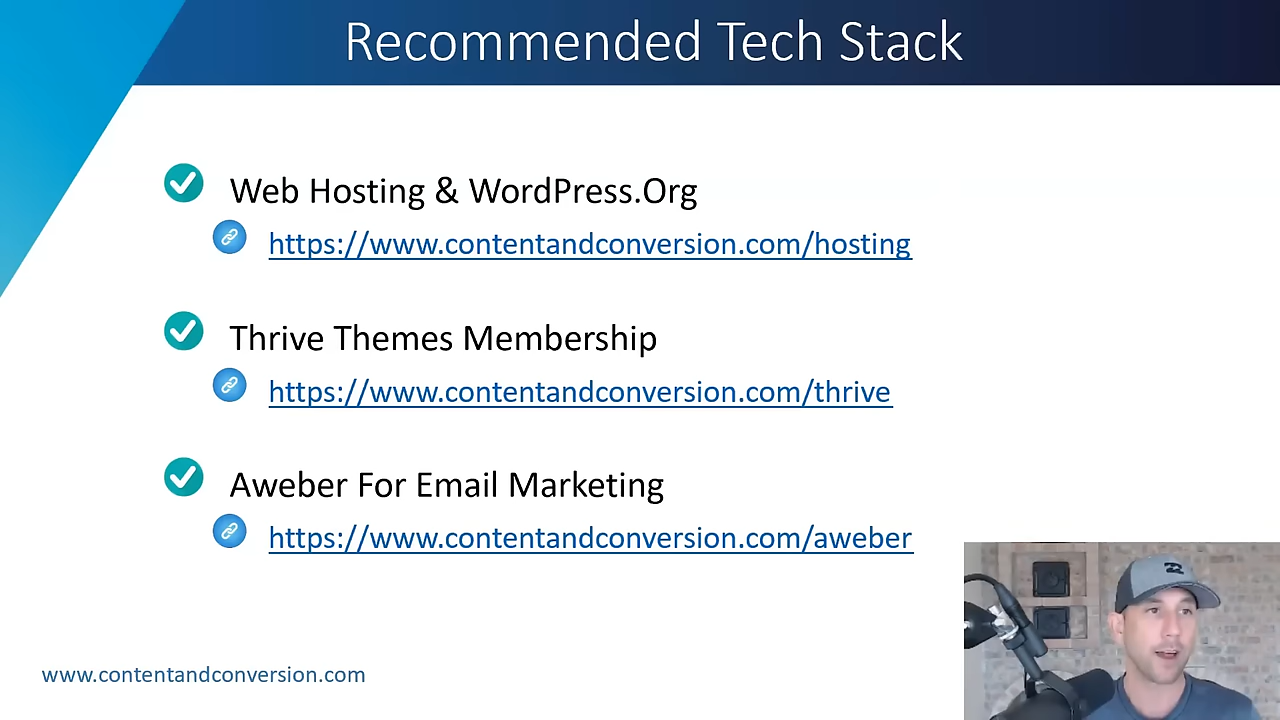 Recommended Tech Stack
Web Hosting & WordPress.Org
https://www.contentandconversion.com/hosting
Thrive Themes Membership
https://www.contentandconversion.com/thrive
Aweber For Email Marketing
https://www.contentandconversion.com/aweber
www.contentandconversion.com